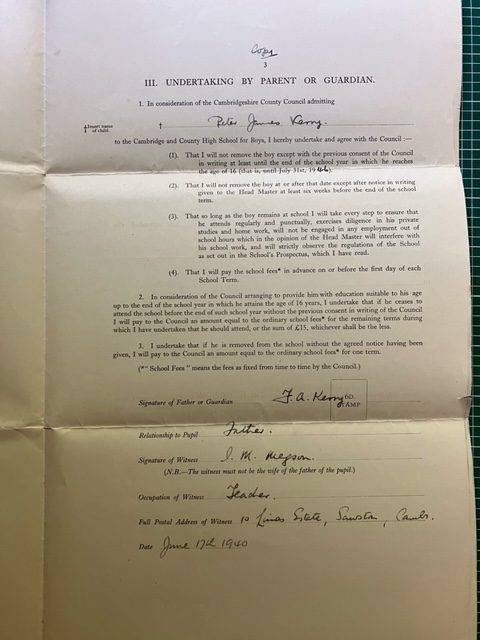 Copy
3
III. UNDERTAKING BY PARENT OR GUARDIAN.
1. In consideration of the Cambridgeshire County Council admitting
†Insert name
of child.
† Peter James Kerry.
to the Cambridge and County High School for Boys, I hereby undertake and agree with the Council :—
(1). That I will not remove the boy except with the previous consent of the Council
in writing at least until the end of the school year in which he reaches
the age of 16 (that is, until July 31st, 1946).
(2). That I will not remove the boy at or after that date except after notice in writing
given to the Head Master at least six weeks before the end of the school
term.
(3). That so long as the boy remains at school I will take every step to ensure that
he attends regularly and punctually, exercises diligence in his private
studies and home work, will not be engaged in any employment out of
school hours which in the opinion of the Head Master will interfere with
his school work, and will strictly observe the regulations of the School
as set out in the School's Prospectus, which I have read.
(4). That I will pay the school fees* in advance on or before the first day of each
School Term.
2. In consideration of the Council arranging to provide him with education suitable to his age
up to the end of the school year in which he attains the age of 16 years, I undertake that if he ceases to
attend the school before the end of such school year without the previous consent in writing of the Council
I will pay to the Council an amount equal to the ordinary school fees* for the remaining terms during
which I have undertaken that he should attend, or the sum of £15, whichever shall be the less.
3. I undertake that if he is removed from the school without the agreed notice having been
given, I will pay to the Council an amount equal to the ordinary school fees* for one term.
(*" School Fees " means the fees as fixed from time to time by the Council.)
Signature of Father or Guardian F. A. Kerry 6D.
STAMP
Relationship to Pupil Father.
Signature of Witness I. M. Megson.
(N.B.—The witness must not be the wife of the father of the pupil.)
Occupation of Witness Teacher.
Full Postal Address of Witness 10 Estate, Sawston, Cambs.
Date June 17th 1940